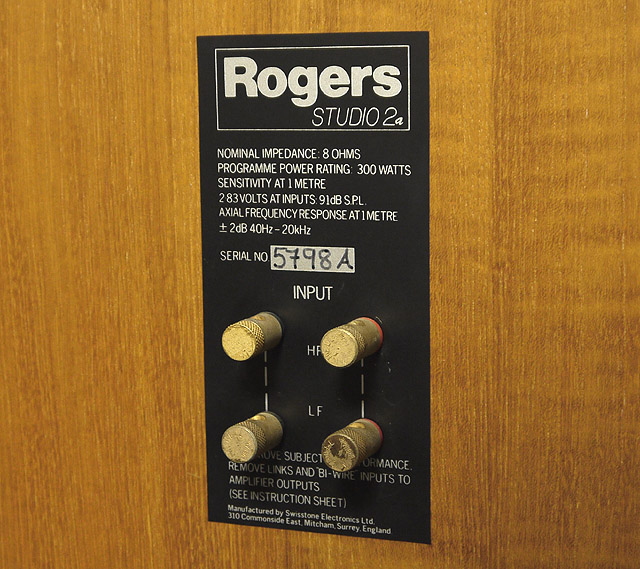 Rogers
STUDIO 2a
NOMINAL IMPEDANCE: 8 OHMS
PROGRAMME POWER RATING: 300 WATTS
SENSITIVITY AT 1 METRE
2 83 VOLTS AT INPUTS: 91dB S.P.L.
AXIAL FREQUENCY RESPONSE AT 1 METRE
± 2dB 40Hz – 20kHz
SERIAL NO. 5798 A
INPUT
HF
LF
SUBJECT
REMOVE LINKS AND BI-WIRE INPUTS TO
AMPLIFIER OUTPUTS
(SEE INSTRUCTION SHEET)
Manufactured by Swisstone Electronics Ltd.
310 Commonside East, Mitcham, Surrey, England